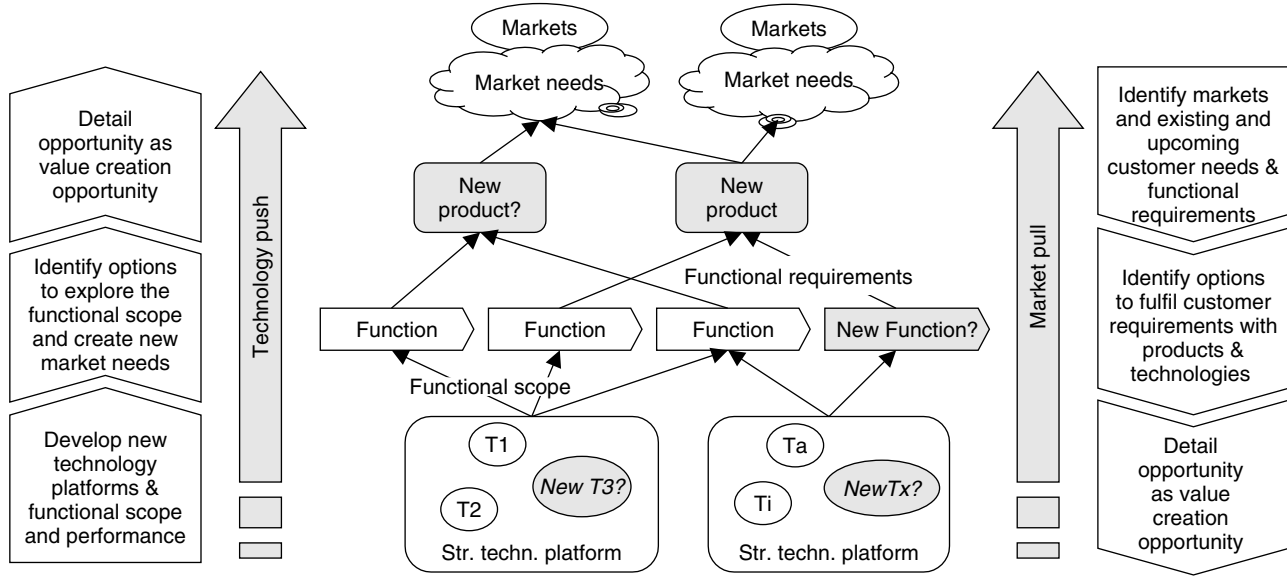 Markets
Markets
Market needs
Market needs
Detail
opportunity as
value creation
opportunity
Identify options
to explore the
functional scope
and create new
market needs
Develop new
technology
platforms &
functional scope
and performance
Technology push
New
product?
New
product
Functional requirements
Function
Function
Function
New Function?
Functional scope
T1
New T3?
T2
Str. techn. platform
Ta
NewTx?
Ti
Str. techn. platform
Market pull
Identify markets
and existing and
upcoming
customer needs &
functional
requirements
Identify options
to fulfil customer
requirements with
products &
technologies
Detail
opportunity
as value
creation
opportunity